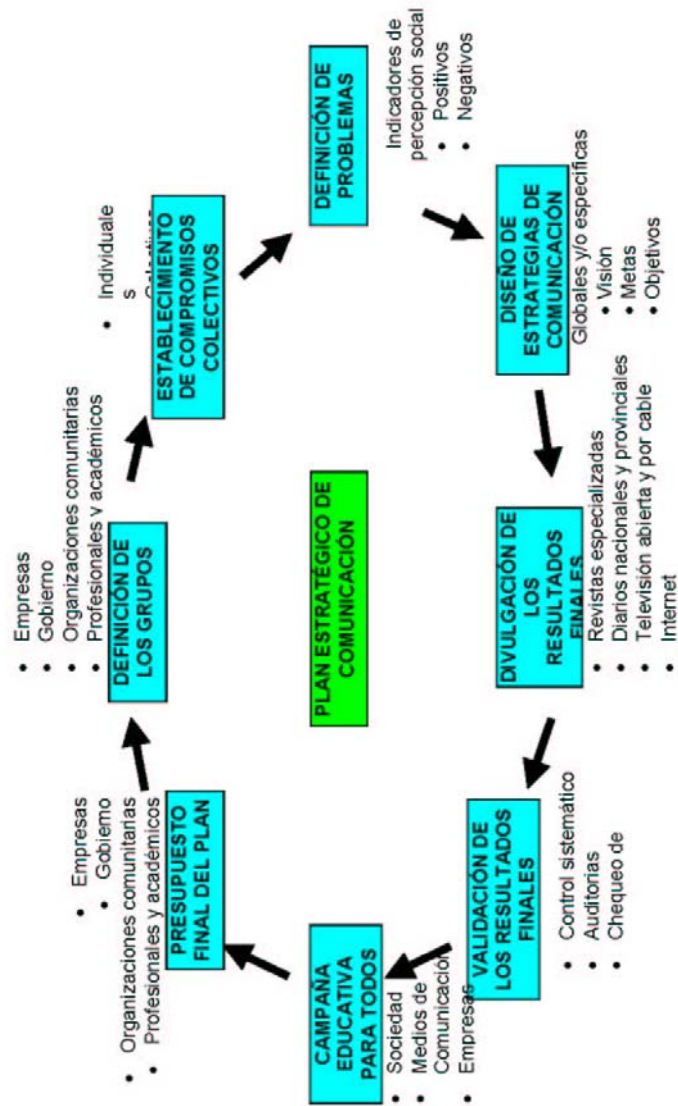 • Empresas
• Gobierno
• Organizaciones comunitarias
• Profesionales y académicos
DEFINICIÓN DE
LOS GRUPOS
• Individuale
s
ESTABLECIMIENTO
DE COMPROMISOS
COLECTIVOS
DEFINICIÓN DE
PROBLEMAS
Indicadores de
percepción social
• Positivos
• Negativos
DISEÑO DE
ESTRATEGIAS DE
COMUNICACIÓN
Globales y/o específicas
• Visión
• Metas
• Objetivos
DIVULGACIÓN DE
LOS
RESULTADOS
FINALES
• Revistas especializadas
• Diarios nacionales y provinciales
• Televisión abierta y por cable
• Internet
VALIDACIÓN DE
LOS RESULTADOS
FINALES
• Control sistemático
• Auditorias
• Chequeo de
CAMPAÑA
EDUCATIVA
PARA TODOS
• Sociedad
• Medios de
Comunicación
• Empresas
• Empresas
• Gobierno
• Organizaciones comunitarias
• Profesionales y académicos
PRESUPUESTO
FINAL DEL PLAN
PLAN ESTRATÉGICO DE
COMUNICACIÓN